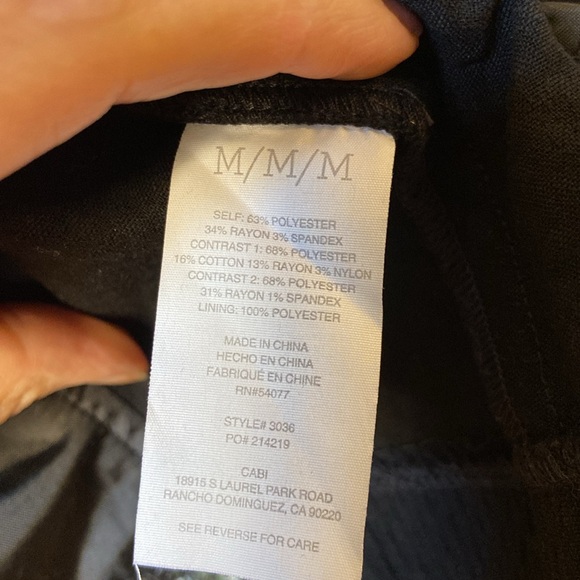 M/M/M
SELF: 63% POLYESTER
34% RAYON 3% SPANDEX
CONTRAST 1: 68% POLYESTER
16% COTTON 13% RAYON 3% NYLON
CONTRAST 2: 68% POLYESTER
31% RAYON 1% SPANDEX
LINING: 100% POLYESTER
MADE IN CHINA
HECHO EN CHINA
FABRIQUÉ EN CHINE
RN#54077
STYLE# 3036
PO# 214219
CABI
18915 S LAUREL PARK ROAD
RANCHO DOMINGUEZ, CA 90220
SEE REVERSE FOR CARE